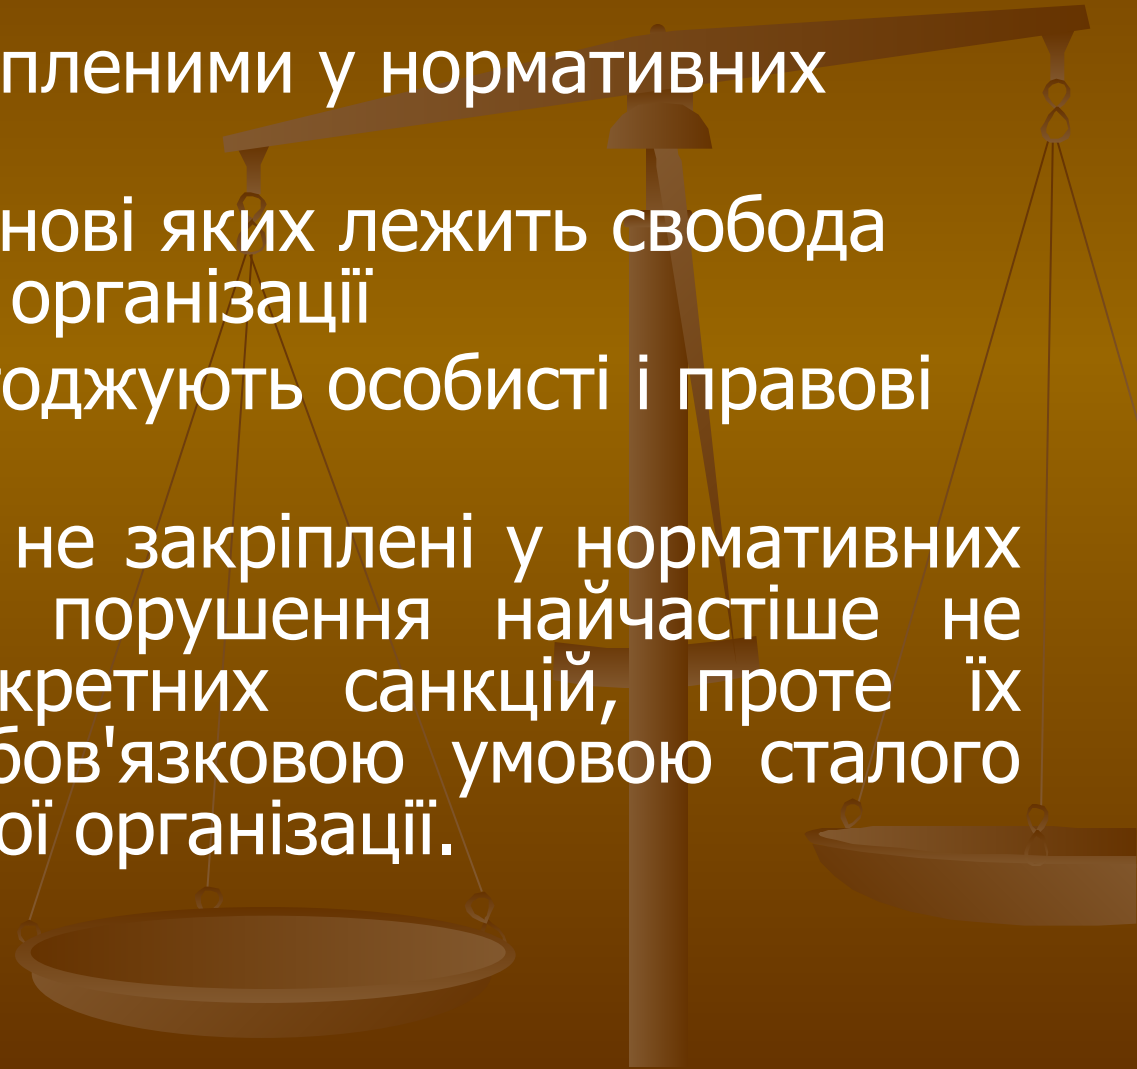 пленими у нормативних
нові яких лежить свобода
організації
годжують особисті і правові
не закріплені у нормативних
порушення найчастіше не
кретних санкцій, проте їх
бов'язковою умовою сталого
ої організації.